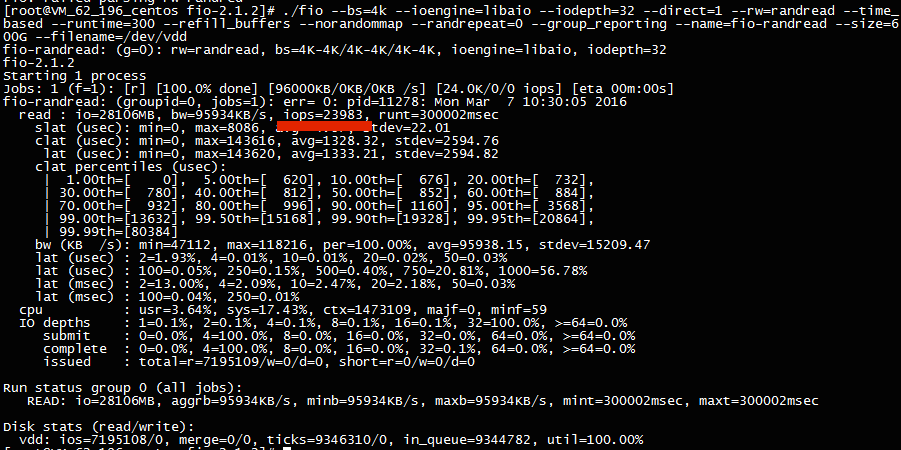 [root@VM_62_196_centos fio-2.1.2]# ./fio --bs=4k --ioengine=libaio --iodepth=32 --direct=1 --rw=randread --time_
based --runtime=300 --refill_buffers --norandommap --randrepeat=0 --group_reporting --name=fio-randread --size=6
00G --filename=/dev/vdd
fio-randread: (g=0): rw=randread, bs=4K-4K/4K-4K/4K-4K, ioengine=libaio, iodepth=32
fio-2.1.2
Starting 1 process
Jobs: 1 (f=1): [r] [100.0% done] [96000KB/0KB/0KB /s] [24.0K/0/0 iops] [eta 00m:00s]
fio-randread: (groupid=0, jobs=1): err= 0: pid=11278: Mon Mar  7 10:30:05 2016
read : io=28106MB, bw=95934KB/s, iops=23983, runt=300002msec
slat (usec): min=0, max=8086, stdev=22.01
clat (usec): min=0, max=143616, avg=1328.32, stdev=2594.76
lat (usec): min=0, max=143620, avg=1333.21, stdev=2594.82
clat percentiles (usec):
|  1.00th=[    0],  5.00th=[  620], 10.00th=[  676], 20.00th=[  732],
| 30.00th=[  780], 40.00th=[  812], 50.00th=[  852], 60.00th=[  884],
| 70.00th=[  932], 80.00th=[  996], 90.00th=[ 1160], 95.00th=[ 3568],
| 99.00th=[13632], 99.50th=[15168], 99.90th=[19328], 99.95th=[20864],
| 99.99th=[80384]
bw (KB  /s): min=47112, max=118216, per=100.00%, avg=95938.15, stdev=15209.47
lat (usec) : 2=1.93%, 4=0.01%, 10=0.01%, 20=0.02%, 50=0.03%
lat (usec) : 100=0.05%, 250=0.15%, 500=0.40%, 750=20.81%, 1000=56.78%
lat (msec) : 2=13.00%, 4=2.09%, 10=2.47%, 20=2.18%, 50=0.03%
lat (msec) : 100=0.04%, 250=0.01%
cpu          : usr=3.64%, sys=17.43%, ctx=1473109, majf=0, minf=59
IO depths    : 1=0.1%, 2=0.1%, 4=0.1%, 8=0.1%, 16=0.1%, 32=100.0%, >=64=0.0%
submit    : 0=0.0%, 4=100.0%, 8=0.0%, 16=0.0%, 32=0.0%, 64=0.0%, >=64=0.0%
complete  : 0=0.0%, 4=100.0%, 8=0.0%, 16=0.0%, 32=0.1%, 64=0.0%, >=64=0.0%
issued    : total=r=7195109/w=0/d=0, short=r=0/w=0/d=0
Run status group 0 (all jobs):
READ: io=28106MB, aggrb=95934KB/s, minb=95934KB/s, maxb=95934KB/s, mint=300002msec, maxt=300002msec
Disk stats (read/write):
vdd: ios=7195108/0, merge=0/0, ticks=9346310/0, in_queue=9344782, util=100.00%